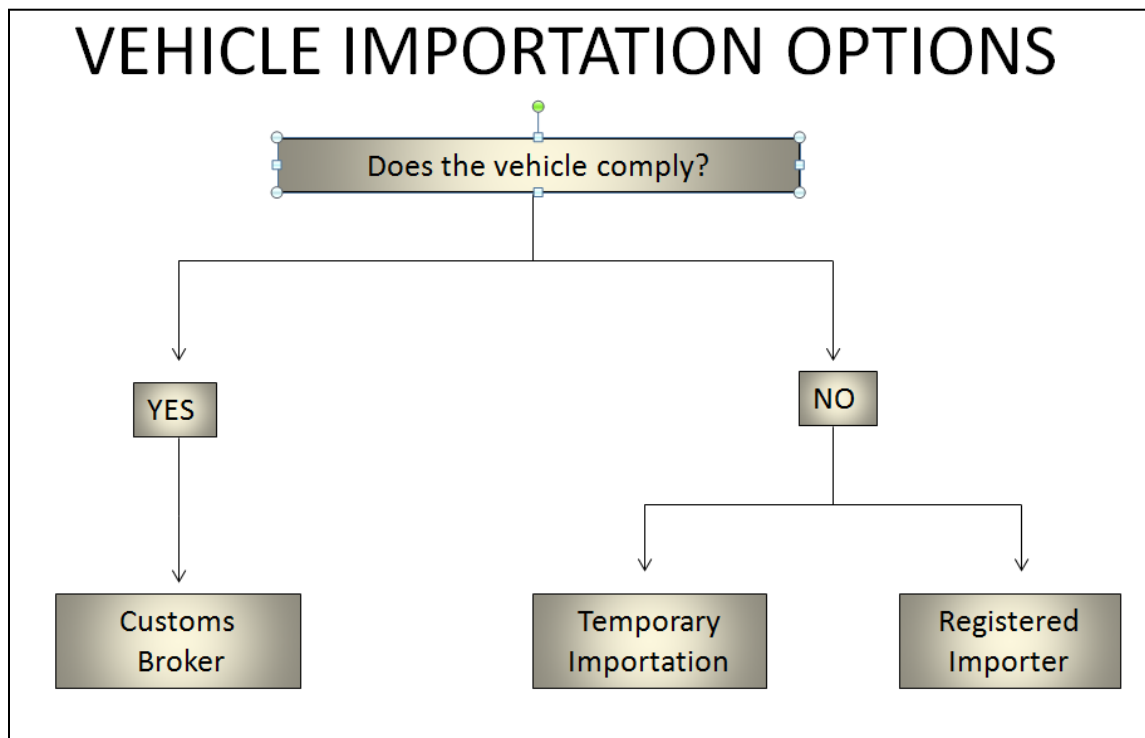 VEHICLE IMPORTATION OPTIONS
Does the vehicle comply?
YES
NO
Customs
Broker
Temporary
Importation
Registered
Importer